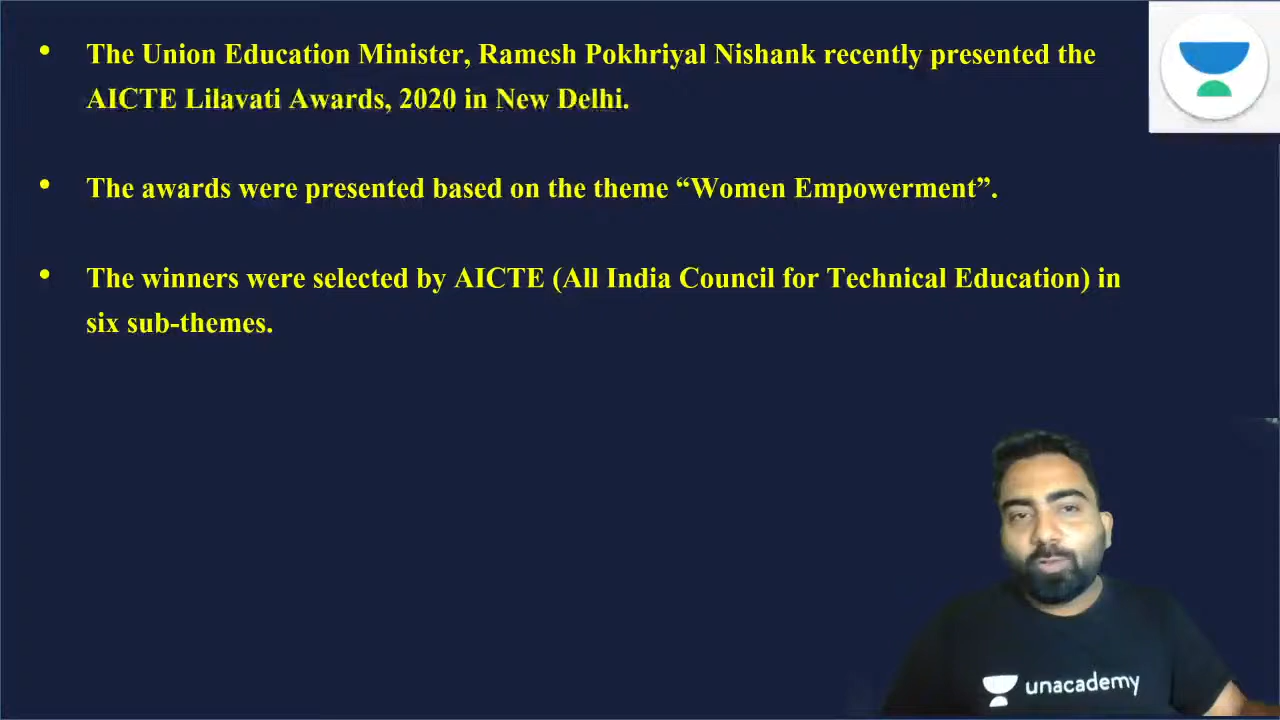 • The Union Education Minister, Ramesh Pokhriyal Nishank recently presented the
AICTE Lilavati Awards, 2020 in New Delhi.
• The awards were presented based on the theme “Women Empowerment”.
• The winners were selected by AICTE (All India Council for Technical Education) in
six sub-themes.
unacademy